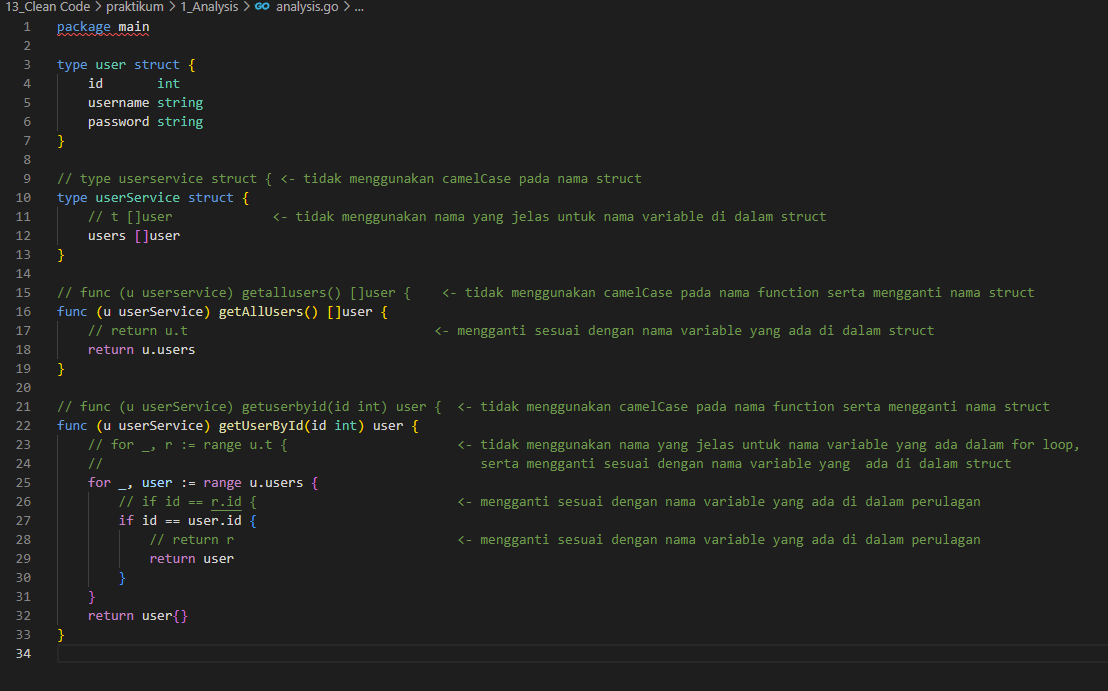 13_Clean Code > praktikum > 1_Analysis > GO analysis.go > ...
1 package main
2
3 type user struct {
4     id       int
5     username string
6     password string
7 }
8
9 // type userservice struct { <- tidak menggunakan camelCase pada nama struct
10 type userService struct {
11     // t []user             <- tidak menggunakan nama yang jelas untuk nama variable di dalam struct
12     users []user
13 }
14
15 // func (u userservice) getallusers() []user {    <- tidak menggunakan camelCase pada nama function serta mengganti nama struct
16 func (u userService) getAllUsers() []user {
17     // return u.t                                <- mengganti sesuai dengan nama variable yang ada di dalam struct
18     return u.users
19 }
20
21 // func (u userService) getuserbyid(id int) user {  <- tidak menggunakan camelCase pada nama function serta mengganti nama struct
22 func (u userService) getUserById(id int) user {
23     // for _, r := range u.t {                      <- tidak menggunakan nama yang jelas untuk nama variable yang ada dalam for loop,
24     //                                                 serta mengganti sesuai dengan nama variable yang  ada di dalam struct
25     for _, user := range u.users {
26         // if id == r.id {                          <- mengganti sesuai dengan nama variable yang ada di dalam perulagan
27         if id == user.id {
28             // return r                             <- mengganti sesuai dengan nama variable yang ada di dalam perulagan
29             return user
30         }
31     }
32     return user{}
33 }
34